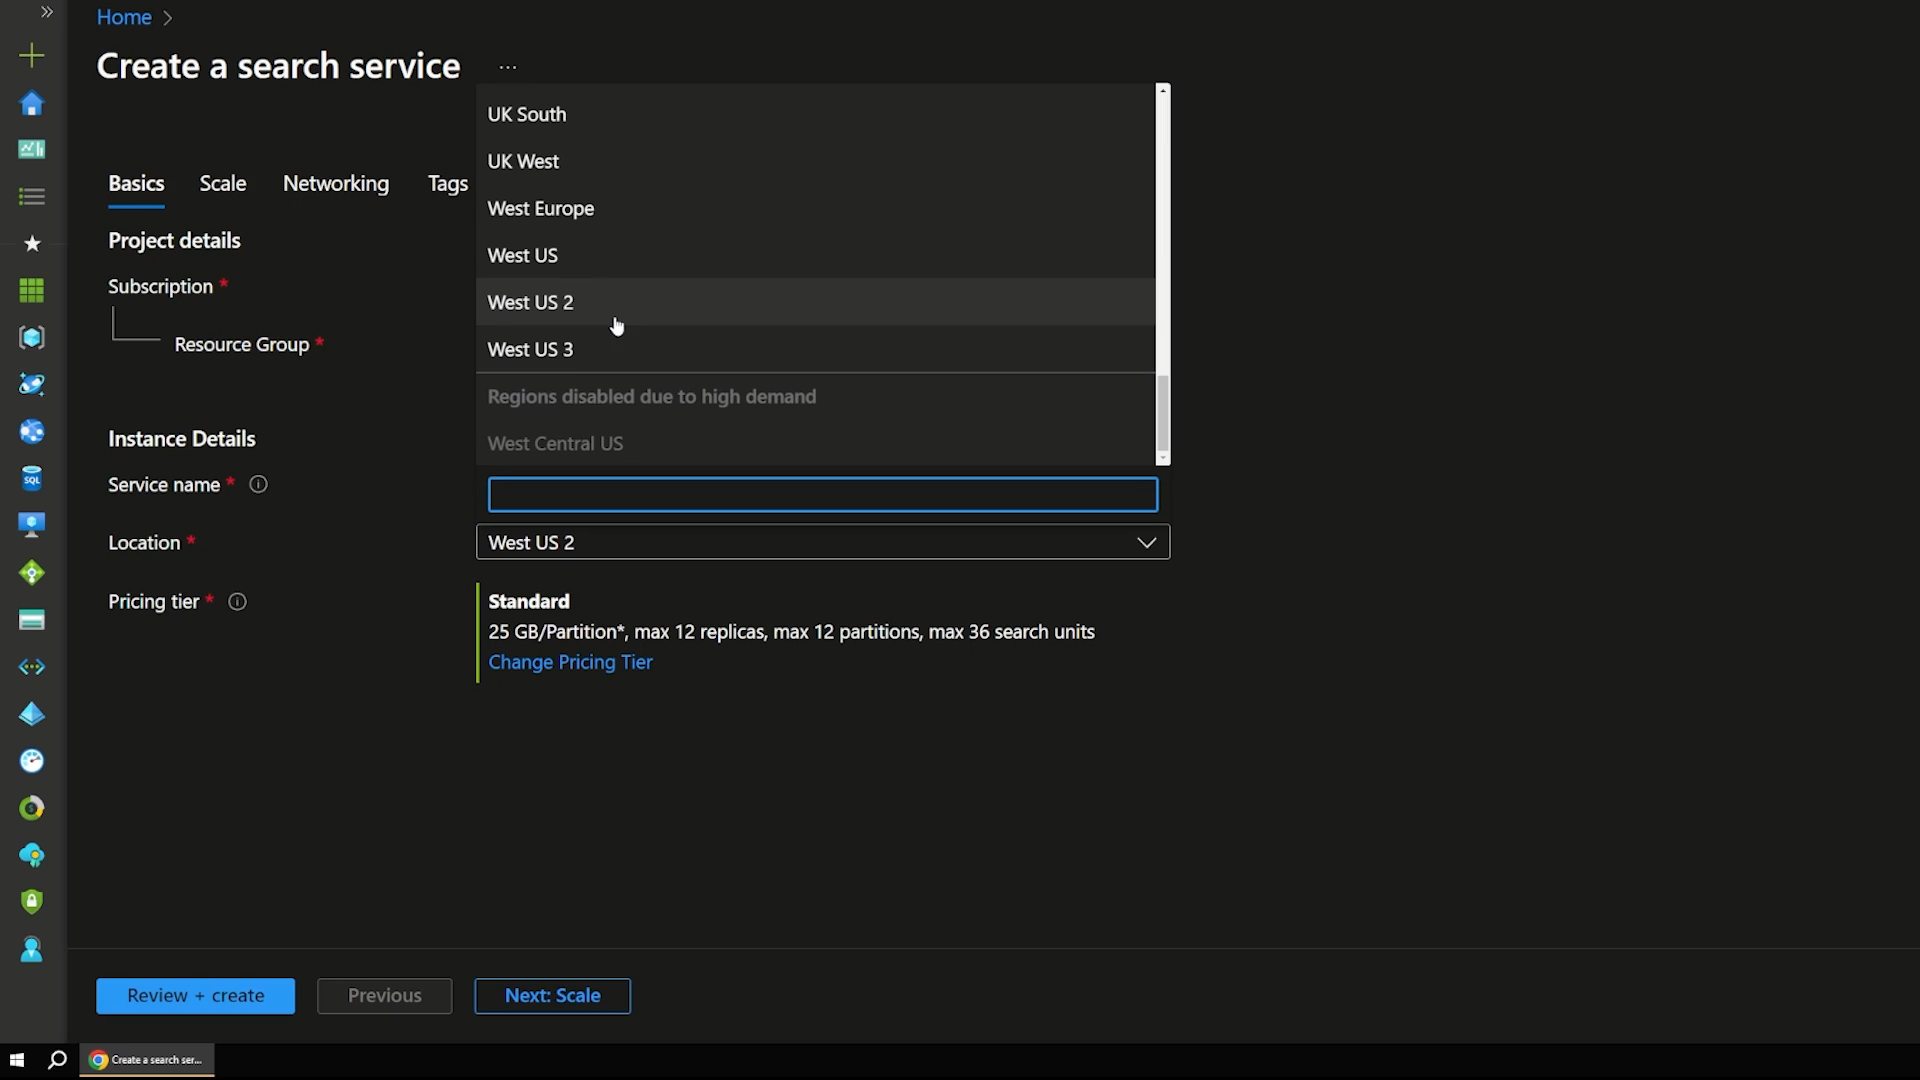 Home
Create a search service
...
Basics
Scale
Networking
Tags
Project details
Subscription *
Resource Group *
Instance Details
Service name *
Location *
Pricing tier *
UK South
UK West
West Europe
West US
West US 2
West US 3
Regions disabled due to high demand
West Central US
West US 2
Standard
25 GB/Partition*, max 12 replicas, max 12 partitions, max 36 search units
Change Pricing Tier
Review + create
Previous
Next: Scale
SQL
Create a search ser...